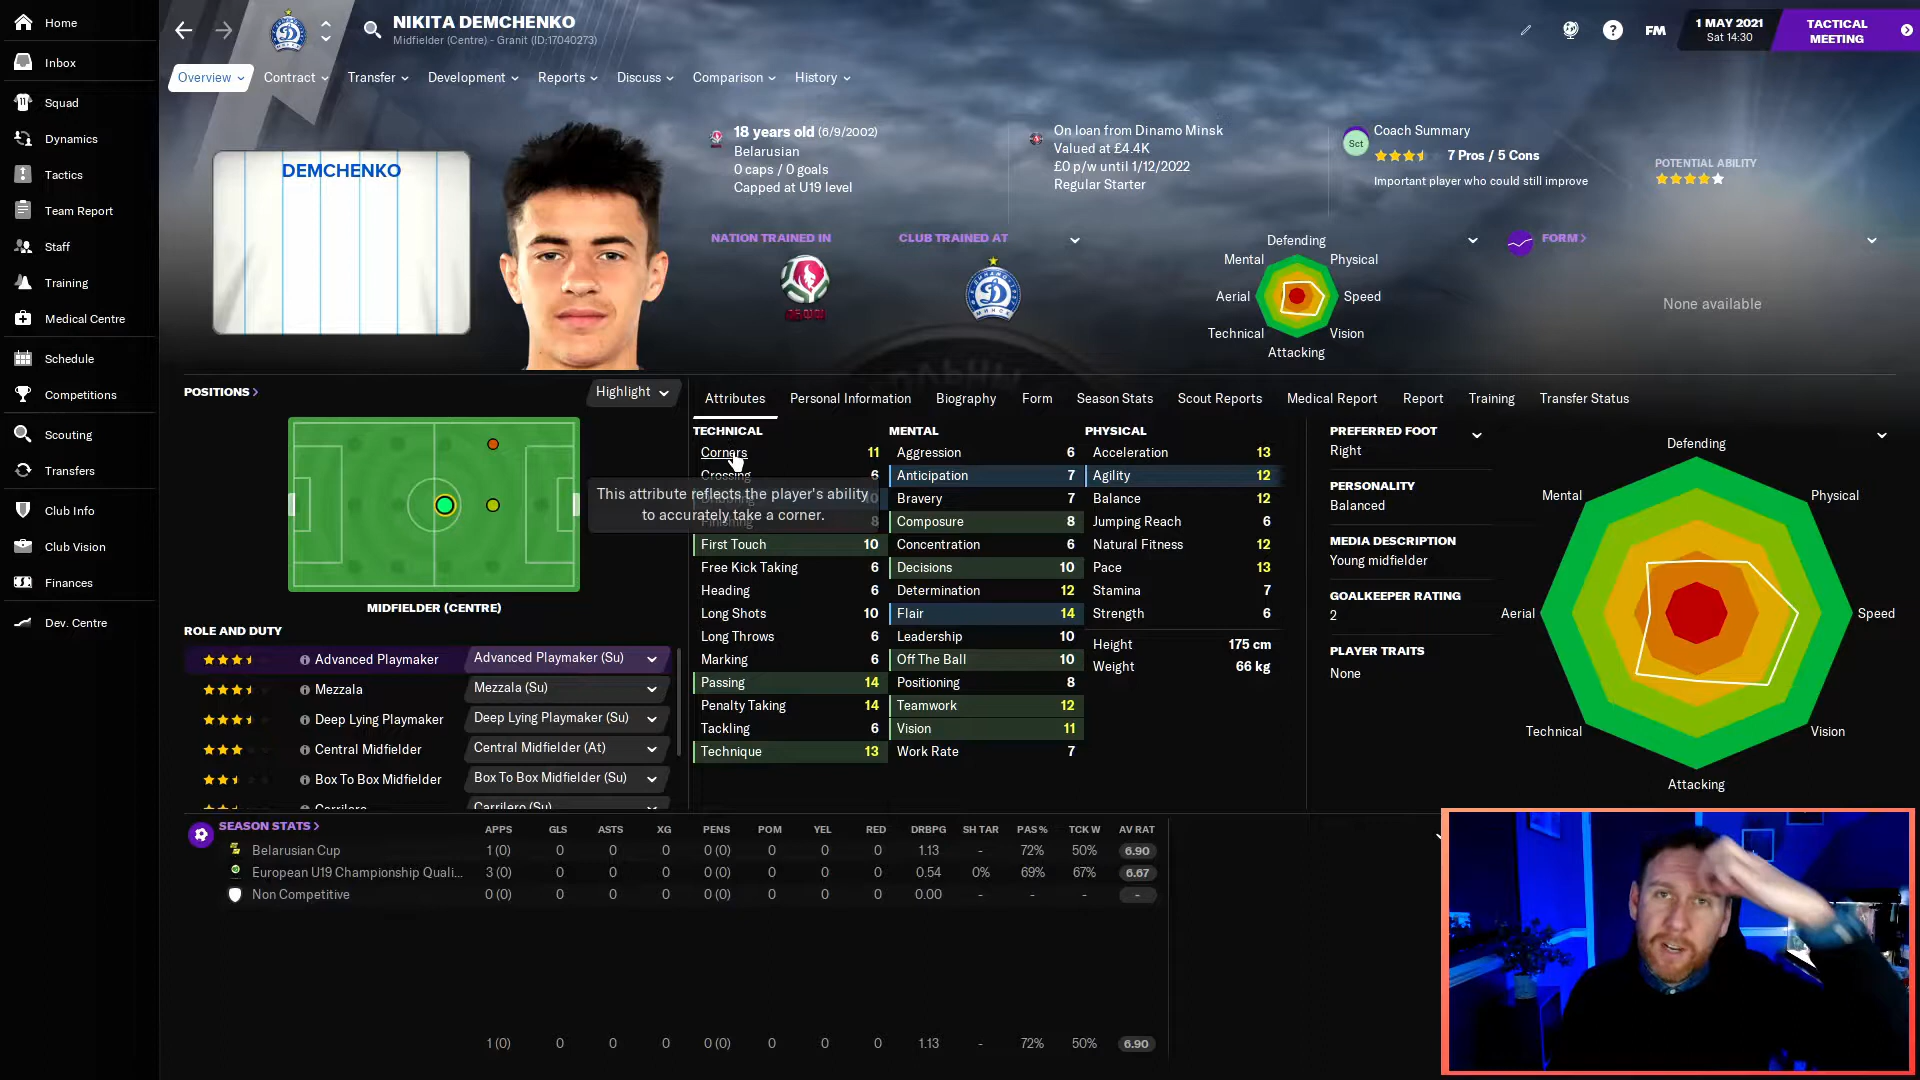 Home
Inbox
Squad
Dynamics
Tactics
Team Report
Staff
Training
Medical Centre
Schedule
Competitions
Scouting
Transfers
Club Info
Club Vision
Finances
Dev. Centre
NIKITA DEMCHENKO
Midfielder (Centre) - Granit (ID:17040273)
FM
1 MAY 2021
Sat 14:30
TACTICAL
MEETING
Overview
Contract
Transfer
Development
Reports
Discuss
Comparison
History
DEMCHENKO
18 years old (6/9/2002)
Belarusian
0 caps / 0 goals
Capped at U19 level
On loan from Dinamo Minsk
Valued at £4.4K
£0 p/w until 1/12/2022
Regular Starter
Sct
Coach Summary
7 Pros / 5 Cons
Important player who could still improve
POTENTIAL ABILITY
NATION TRAINED IN
CLUB TRAINED AT
Defending
Mental
Physical
Aerial
Speed
Technical
Vision
Attacking
FORM >
None available
POSITIONS >
Highlight
MIDFIELDER (CENTRE)
ROLE AND DUTY
Advanced Playmaker Advanced Playmaker (Su)
Mezzala Mezzala (Su)
Deep Lying Playmaker Deep Lying Playmaker (Su)
Central Midfielder Central Midfielder (At)
Box To Box Midfielder Box To Box Midfielder (Su)
Carrilero Carrilero (Su)
Attributes
Personal Information
Biography
Form
Season Stats
Scout Reports
Medical Report
Report
Training
Transfer Status
TECHNICAL
Corners 11
Crossing 6
This attribute reflects the player's ability
to accurately take a corner.
Finishing 8
First Touch 10
Free Kick Taking 6
Heading 6
Long Shots 10
Long Throws 6
Marking 6
Passing 14
Penalty Taking 14
Tackling 6
Technique 13
MENTAL
Aggression 6
Anticipation 7
Bravery 7
Composure 8
Concentration 6
Decisions 10
Determination 12
Flair 14
Leadership 10
Off The Ball 10
Positioning 8
Teamwork 12
Vision 11
Work Rate 7
PHYSICAL
Acceleration 13
Agility 12
Balance 12
Jumping Reach 6
Natural Fitness 12
Pace 13
Stamina 7
Strength 6
Height 175 cm
Weight 66 kg
PREFERRED FOOT
Right
PERSONALITY
Balanced
MEDIA DESCRIPTION
Young midfielder
GOALKEEPER RATING
2
PLAYER TRAITS
None
Defending
Mental
Physical
Aerial
Speed
Technical
Vision
Attacking
SEASON STATS > APPS GLS ASTS XG PENS POM YEL RED DRBPG SH TAR PAS % TCK W AV RAT
Belarusian Cup 1 (0) 0 0 0 0 (0) 0 0 0 1.13 - 72% 50% 6.90
European U19 Championship Quali... 3 (0) 0 0 0 0 (0) 0 0 0 0.54 0% 69% 67% 6.67
Non Competitive 0 (0) 0 0 0 0 (0) 0 0 0 0.00 - - - -
1 (0) 0 0 0 0 (0) 0 0 0 1.13 - 72% 50% 6.90